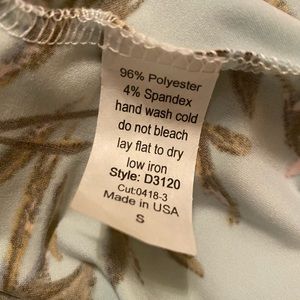 96% Polyester
4% Spandex
hand wash cold
do not bleach
lay flat to dry
low iron
Style: D3120
Cut:0418-3
Made in USA
S